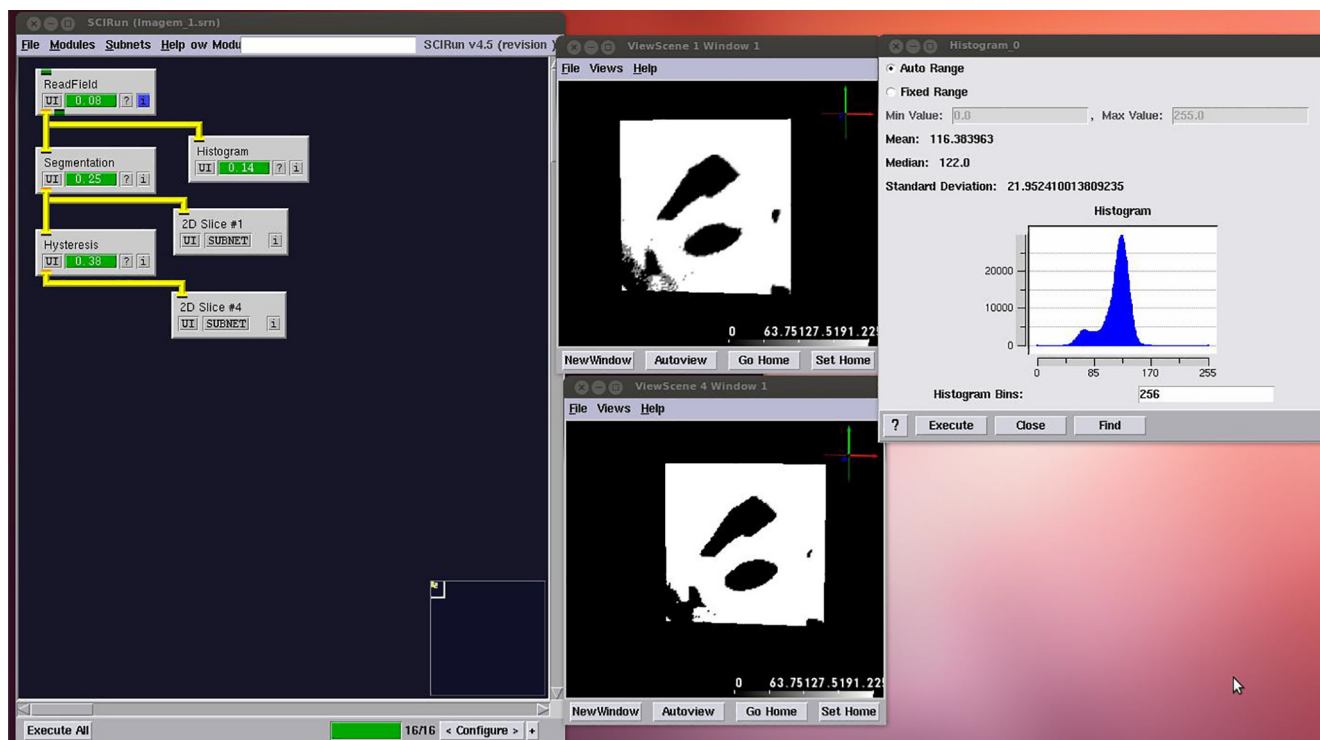 SCIRun (Imagem_1.srn)
File Modules Subnets Help ow Modu SCIRun v4.5 (revision )
ReadField
UI 0.08 ? i
Histogram
UI 0.14 ? i
Segmentation
UI 0.25 ? i
2D Slice #1
UI SUBNET i
Hysteresis
UI 0.38 ? i
2D Slice #4
UI SUBNET i
Execute All 16/16 < Configure > +
ViewScene 1 Window 1
File Views Help
0 63.75127.5191.225
NewWindow Autoview Go Home Set Home
ViewScene 4 Window 1
File Views Help
0 63.75127.5191.225
NewWindow Autoview Go Home Set Home
Histogram_0
Auto Range
Fixed Range
Min Value: 0.0 , Max Value: 255.0
Mean: 116.383963
Median: 122.0
Standard Deviation: 21.952410013809235
Histogram
20000
10000
0
0 85 170 255
Histogram Bins: 256
? Execute Close Find